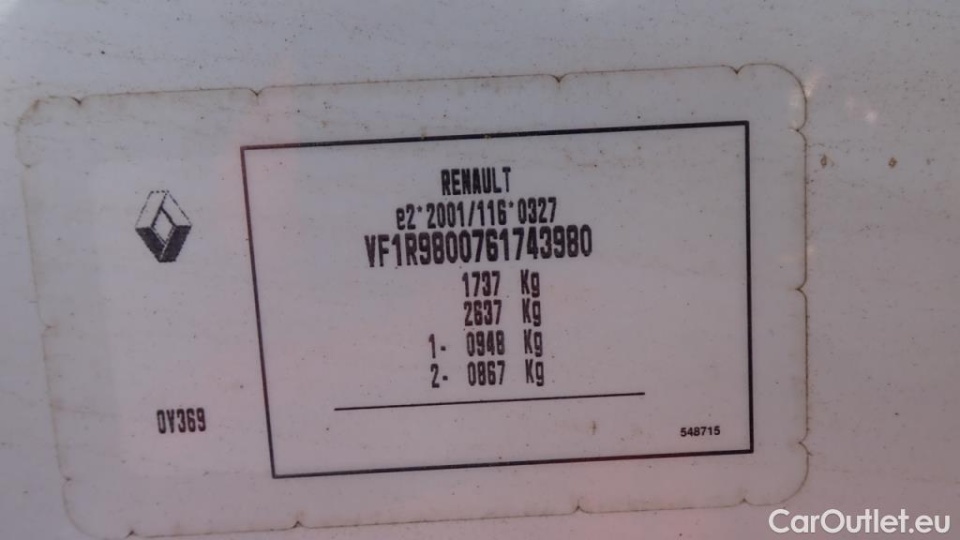 RENAULT
e2*2001/116*0327
VF1R9800761743980
1737 Kg
2637 Kg
1- 0948 Kg
2- 0867 Kg
0V369
548715
CarOutlet.eu